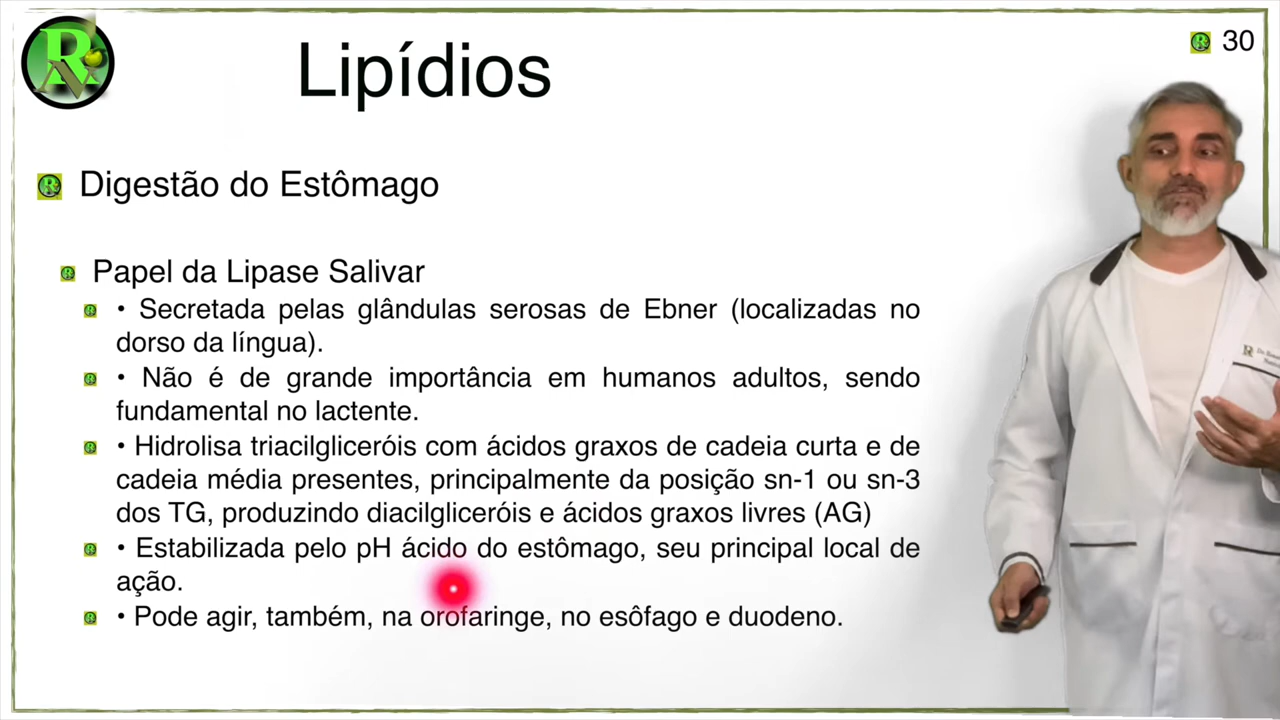 Lipídios
30
Digestão do Estômago
Papel da Lipase Salivar
• Secretada pelas glândulas serosas de Ebner (localizadas no
dorso da língua).
• Não é de grande importância em humanos adultos, sendo
fundamental no lactente.
• Hidrolisa triacilgliceróis com ácidos graxos de cadeia curta e de
cadeia média presentes, principalmente da posição sn-1 ou sn-3
dos TG, produzindo diacilgliceróis e ácidos graxos livres (AG)
• Estabilizada pelo pH ácido do estômago, seu principal local de
ação.
• Pode agir, também, na orofaringe, no esôfago e duodeno.